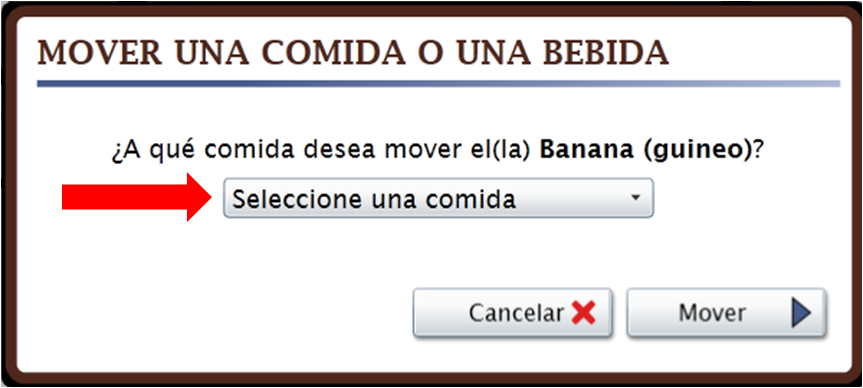 MOVER UNA COMIDA O UNA BEBIDA
¿A qué comida desea mover el(la) Banana (guineo)?
Seleccione una comida
Cancelar
Mover